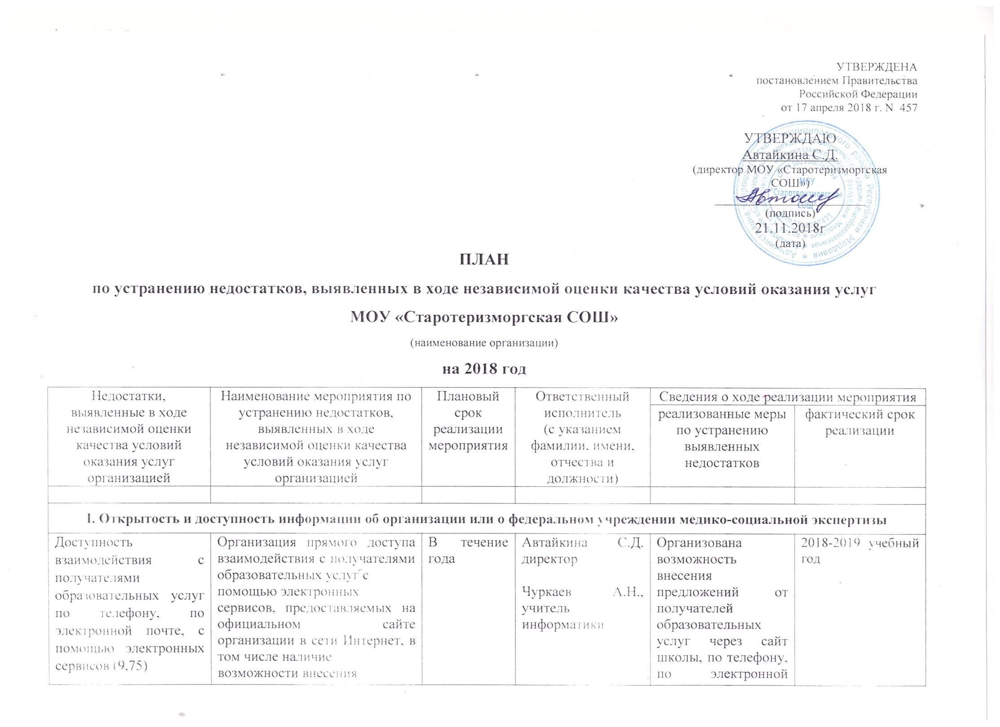 УТВЕРЖДЕНА
постановлением Правительства
Российской Федерации
от 17 апреля 2018 г. N 457
УТВЕРЖДАЮ
Автайкина С.Д.
(директор МОУ «Старотеризморгская
СОШ»)
(подпись)
21.11.2018г
(дата)
МОУ
"Старотеризморгская
СОШ"
ПЛАН
по устранению недостатков, выявленных в ходе независимой оценки качества условий оказания услуг
МОУ «Старотеризморгская СОШ»
(наименование организации)
на 2018 год
Недостатки,
выявленные в ходе
независимой оценки
качества условий
оказания услуг
организацией
Наименование мероприятия по
устранению недостатков,
выявленных в ходе
независимой оценки качества
условий оказания услуг
организацией
Плановый
срок
реализации
мероприятия
Ответственный
исполнитель
(с указанием
фамилии, имени,
отчества и
должности)
Сведения о ходе реализации мероприятия
реализованные меры
по устранению
выявленных
недостатков
фактический срок
реализации
I. Открытость и доступность информации об организации или о федеральном учреждении медико-социальной экспертизы
Доступность
взаимодействия с
получателями
образовательных услуг
по телефону, по
электронной почте, с
помощью электронных
сервисов (9,75)
Организация прямого доступа
взаимодействия с получателями
образовательных услуг с
помощью электронных
сервисов, предоставляемых на
официальном сайте
организации в сети Интернет, в
том числе наличие
возможности внесения
В течение
года
Автайкина С.Д.
директор
Чуркаев А.Н.,
учитель
информатики
Организована
возможность
внесения
предложений от
получателей
образовательных
услуг через сайт
школы, по телефону,
по электронной
2018-2019 учебный
год